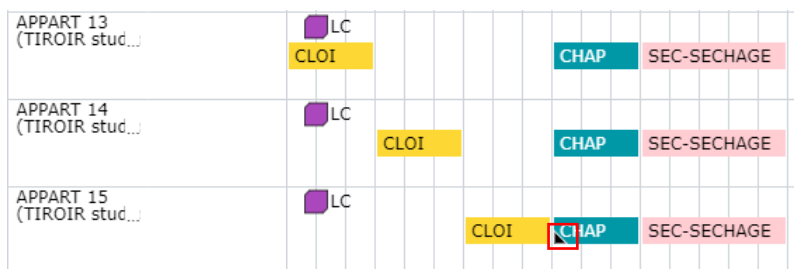 APPART 13
(TIROIR stud...
LC
CLOI CHAP SEC-SECHAGE
APPART 14
(TIROIR stud...
LC
CLOI CHAP SEC-SECHAGE
APPART 15
(TIROIR stud...
LC
CLOI CHAP SEC-SECHAGE